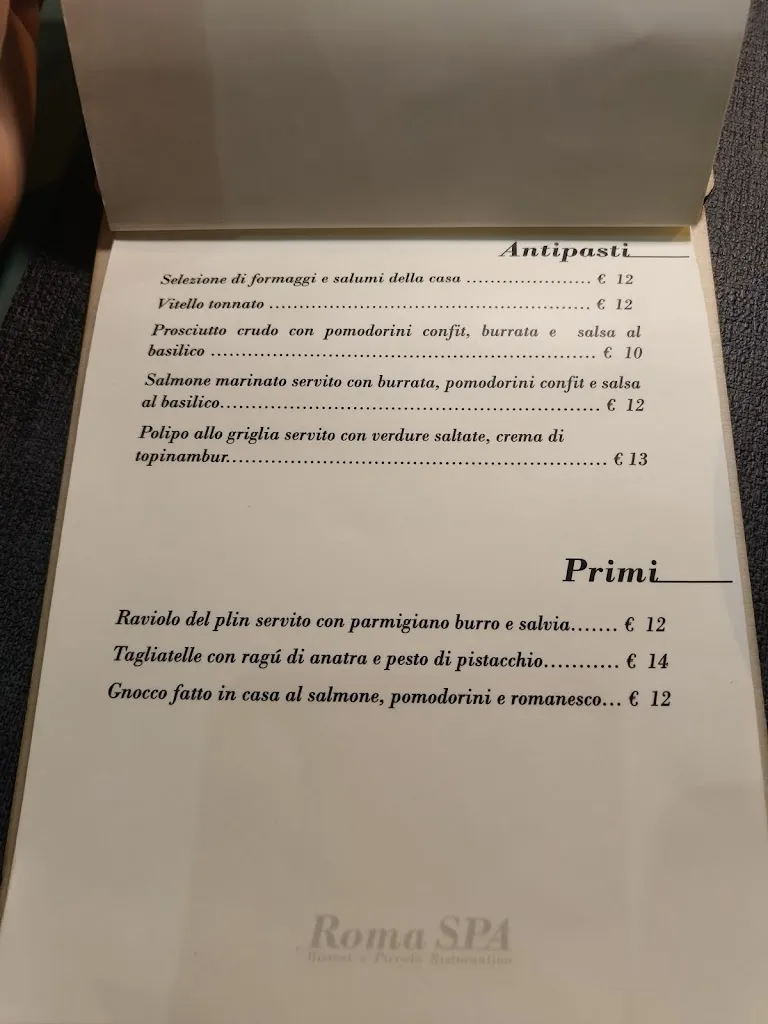 Antipasti
Selezione di formaggi e salumi della casa ..................... € 12
Vitello tonnato ...................................................... € 12
Prosciutto crudo con pomodorini confit, burrata e salsa al
basilico ................................................................ € 10
Salmone marinato servito con burrata, pomodorini confit e salsa
al basilico............................................................... € 12
Polipo allo griglia servito con verdure saltate, crema di
topinambur............................................................... € 13
Primi
Raviolo del plin servito con parmigiano burro e salvia....... € 12
Tagliatelle con ragú di anatra e pesto di pistacchio........... € 14
Gnocco fatto in casa al salmone, pomodorini e romanesco... € 12
Roma SPA